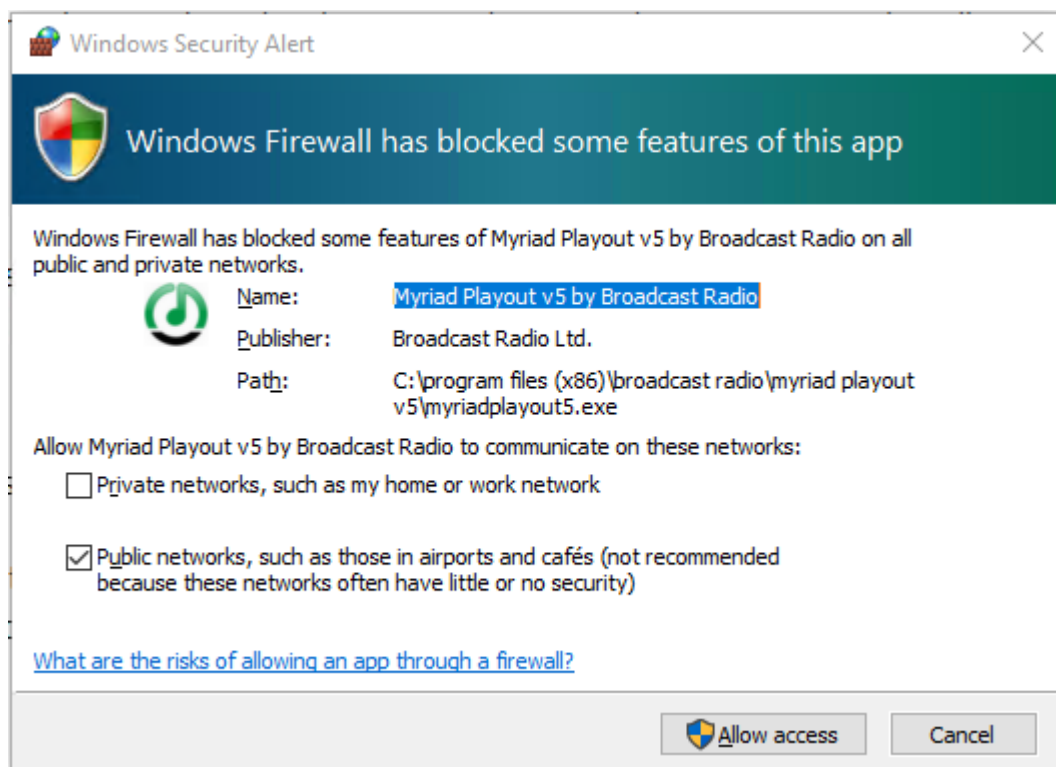 Windows Security Alert
Windows Firewall has blocked some features of this app
Windows Firewall has blocked some features of Myriad Playout v5 by Broadcast Radio on all
public and private networks.
Name: Myriad Playout v5 by Broadcast Radio
Publisher: Broadcast Radio Ltd.
Path: C:\program files (x86)\broadcast radio\myriad playout
v5\myriadplayout5.exe
Allow Myriad Playout v5 by Broadcast Radio to communicate on these networks:
Private networks, such as my home or work network
Public networks, such as those in airports and cafés (not recommended
because these networks often have little or no security)
What are the risks of allowing an app through a firewall?
Allow access Cancel